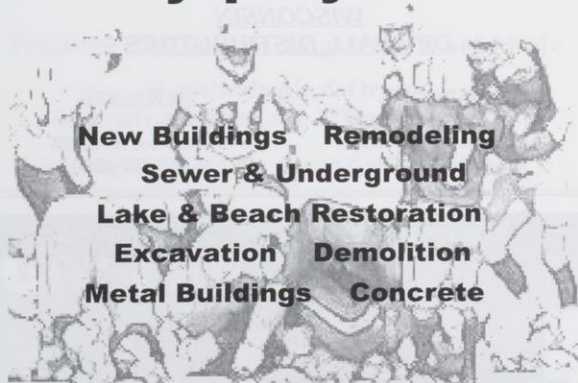 New Buildings Remodeling
Sewer & Underground
Lake & Beach Restoration
Excavation Demolition
Metal Buildings Concrete